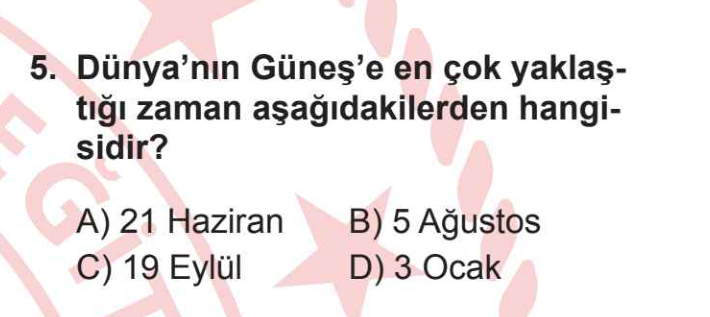 5. Dünya’nın Güneş’e en çok yaklaş-
tığı zaman aşağıdakilerden hangi-
sidir?
A) 21 Haziran B) 5 Ağustos
C) 19 Eylül D) 3 Ocak
EĞİT